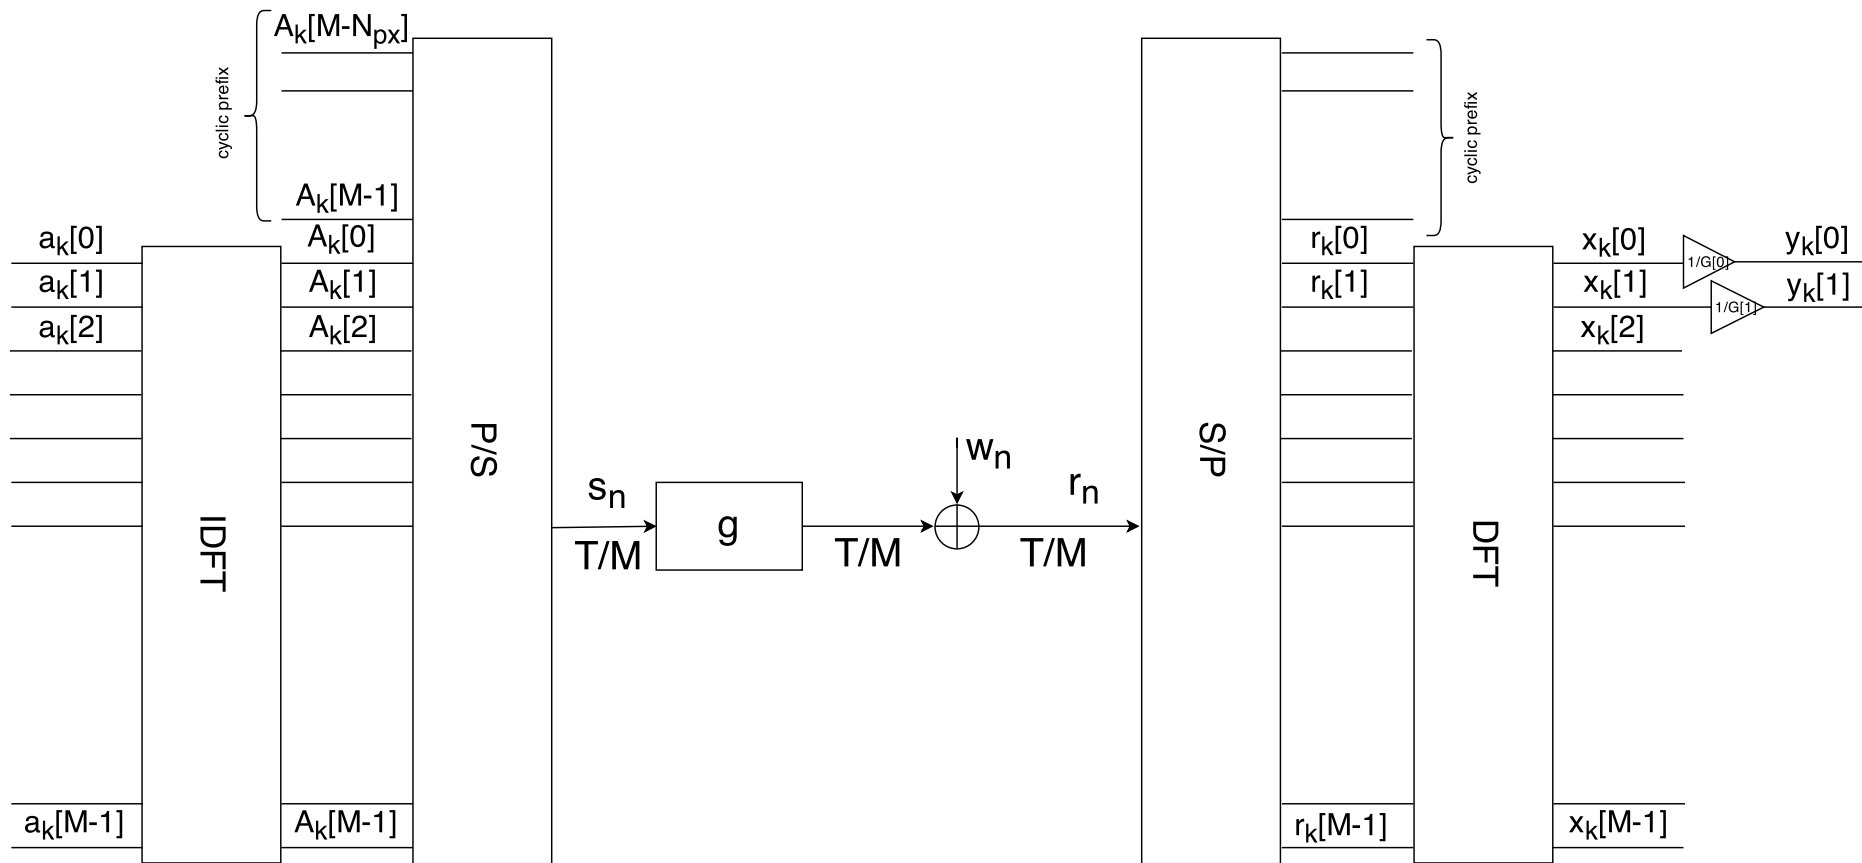 A_k[M-N_px]
cyclic prefix
A_k[M-1]
a_k[0]
a_k[1]
a_k[2]
a_k[M-1]
IDFT
A_k[0]
A_k[1]
A_k[2]
A_k[M-1]
P/S
s_n
T/M
g
T/M
w_n
r_n
T/M
S/P
cyclic prefix
r_k[0]
r_k[1]
r_k[M-1]
DFT
x_k[0]
x_k[1]
x_k[2]
x_k[M-1]
1/G[0]
1/G[1]
y_k[0]
y_k[1]